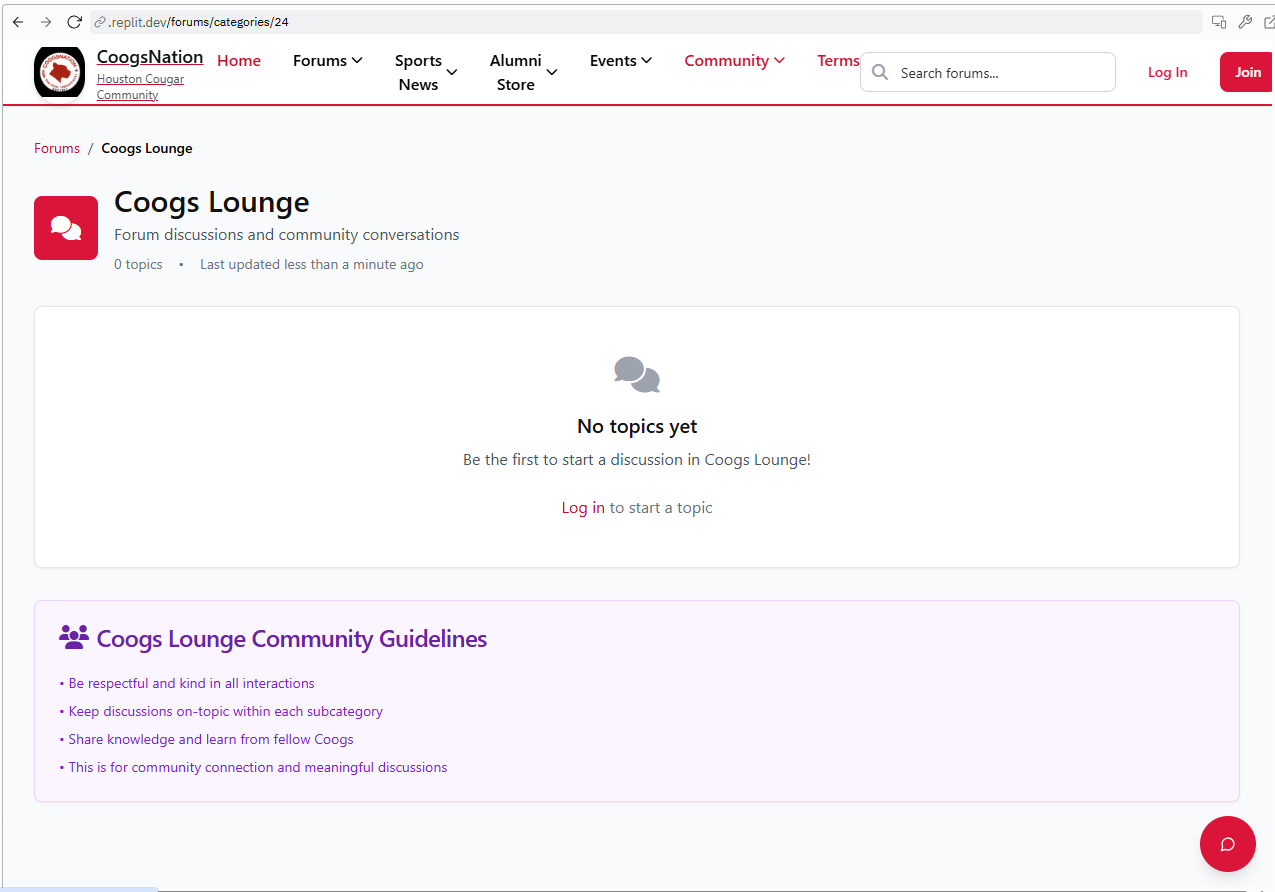 .replit.dev/forums/categories/24
CoogsNation
Houston Cougar
Community
Home
Forums
Sports
News
Alumni
Store
Events
Community
Terms
Search forums...
Log In
Join
Forums / Coogs Lounge
Coogs Lounge
Forum discussions and community conversations
0 topics • Last updated less than a minute ago
No topics yet
Be the first to start a discussion in Coogs Lounge!
Log in to start a topic
Coogs Lounge Community Guidelines
• Be respectful and kind in all interactions
• Keep discussions on-topic within each subcategory
• Share knowledge and learn from fellow Coogs
• This is for community connection and meaningful discussions